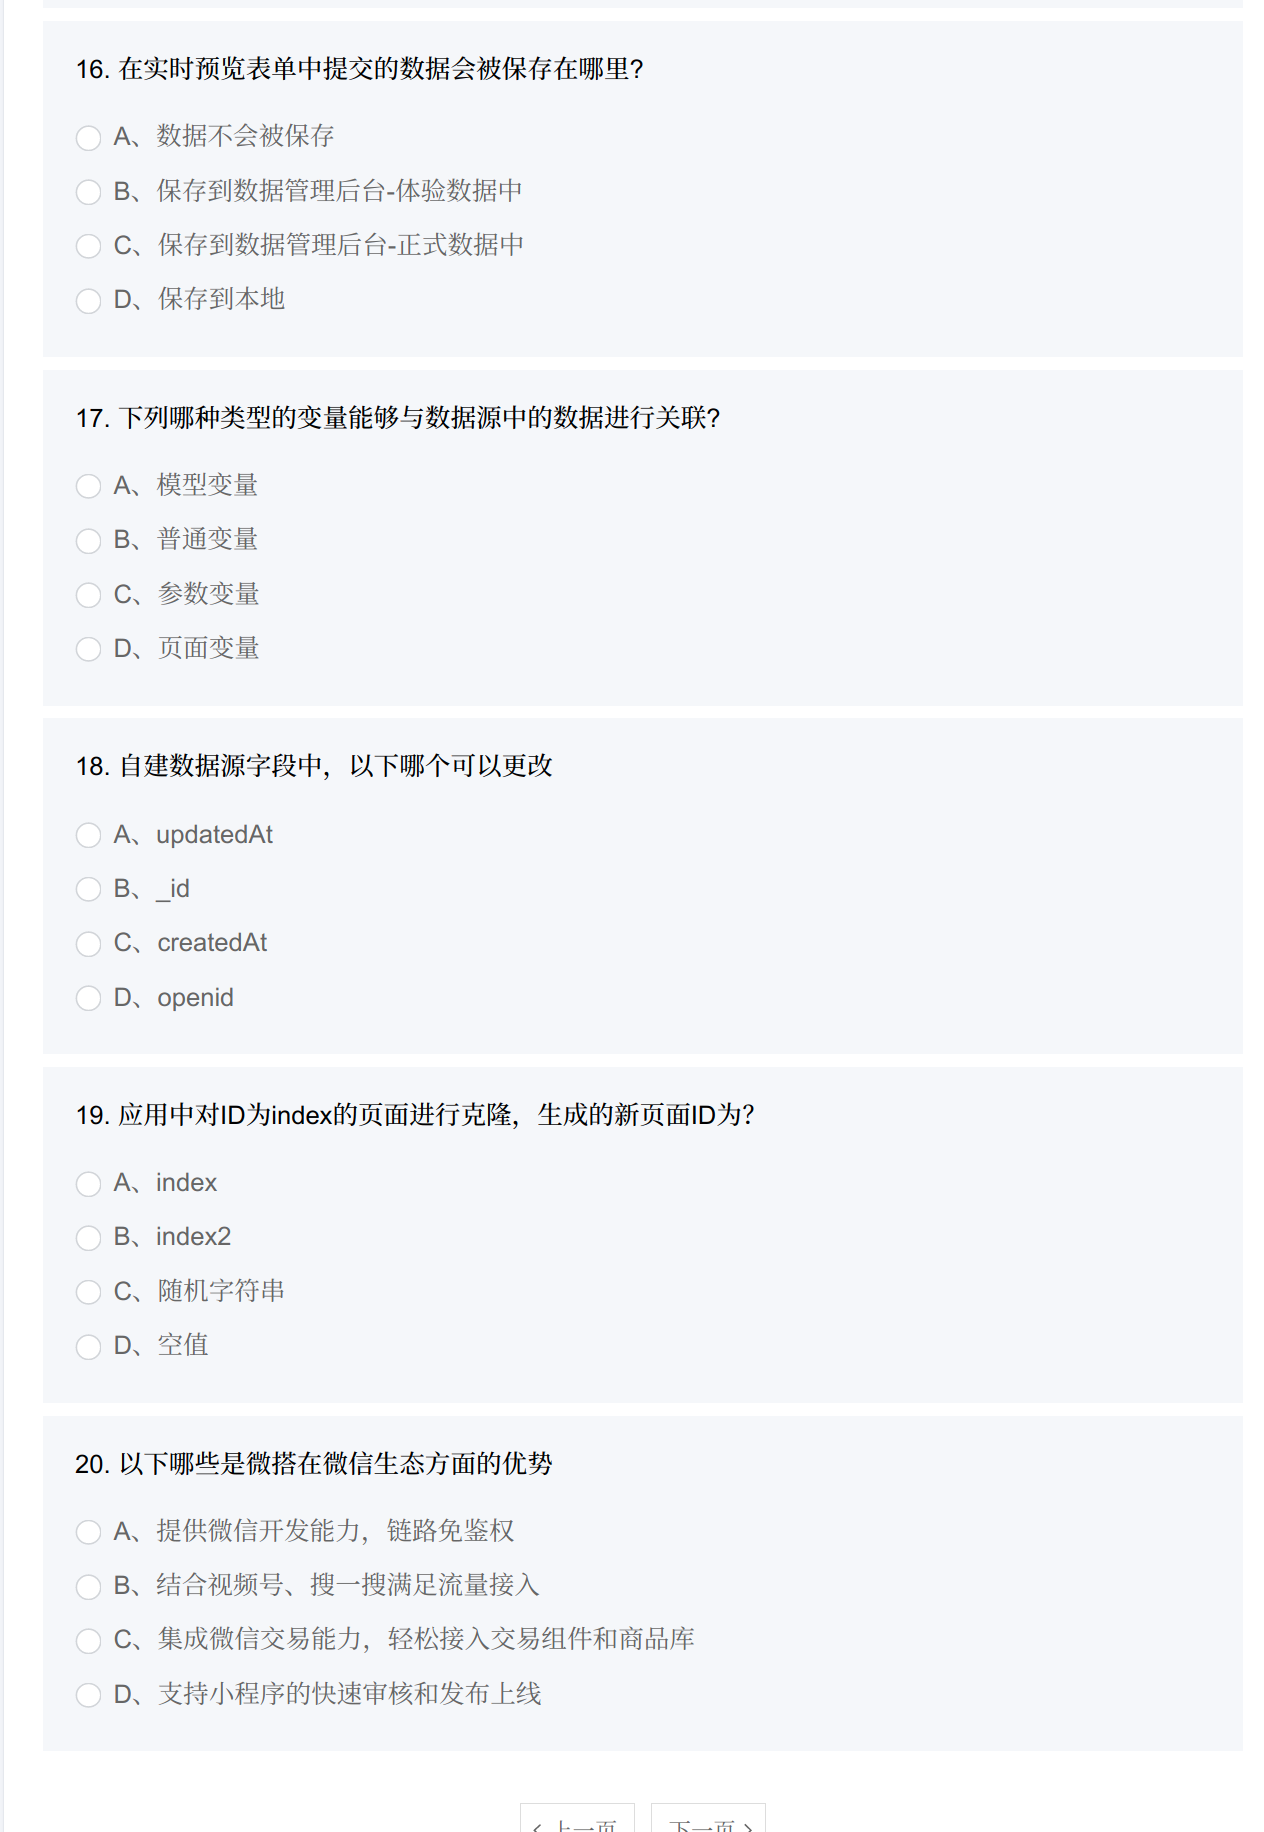 16. 在实时预览表单中提交的数据会被保存在哪里?
A、数据不会被保存
B、保存到数据管理后台-体验数据中
C、保存到数据管理后台-正式数据中
D、保存到本地
17. 下列哪种类型的变量能够与数据源中的数据进行关联?
A、模型变量
B、普通变量
C、参数变量
D、页面变量
18. 自建数据源字段中，以下哪个可以更改
A、updatedAt
B、_id
C、createdAt
D、openid
19. 应用中对ID为index的页面进行克隆，生成的新页面ID为?
A、index
B、index2
C、随机字符串
D、空值
20. 以下哪些是微搭在微信生态方面的优势
A、提供微信开发能力，链路免鉴权
B、结合视频号、搜一搜满足流量接入
C、集成微信交易能力，轻松接入交易组件和商品库
D、支持小程序的快速审核和发布上线
< 上一页 下一页 >